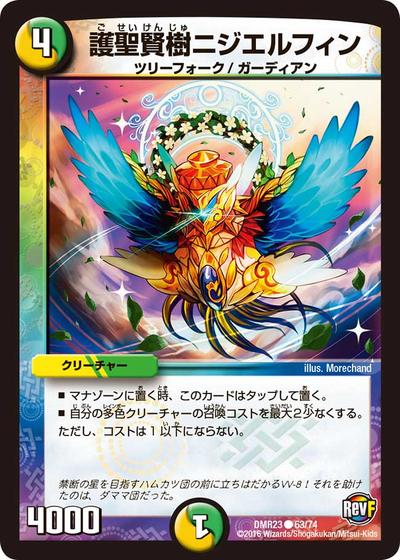 4
ごせいけんじゅ
護聖賢樹ニジエルフィン
ツリーフォーク / ガーディアン
illus. Morechand
クリーチャー
■ マナゾーンに置く時、このカードはタップして置く。
■ 自分の多色クリーチャーの召喚コストを最大2少なくする。
ただし、コストは1以下にならない。
禁断の星を目指すハムカツ団の前に立ちはだかるVV-8!それを助け
たのは、ダママ団だった。
4000
1
DMR23 ● 63/74
©2016 Wizards/Shogakukan/Mitsui-Kids
RevF